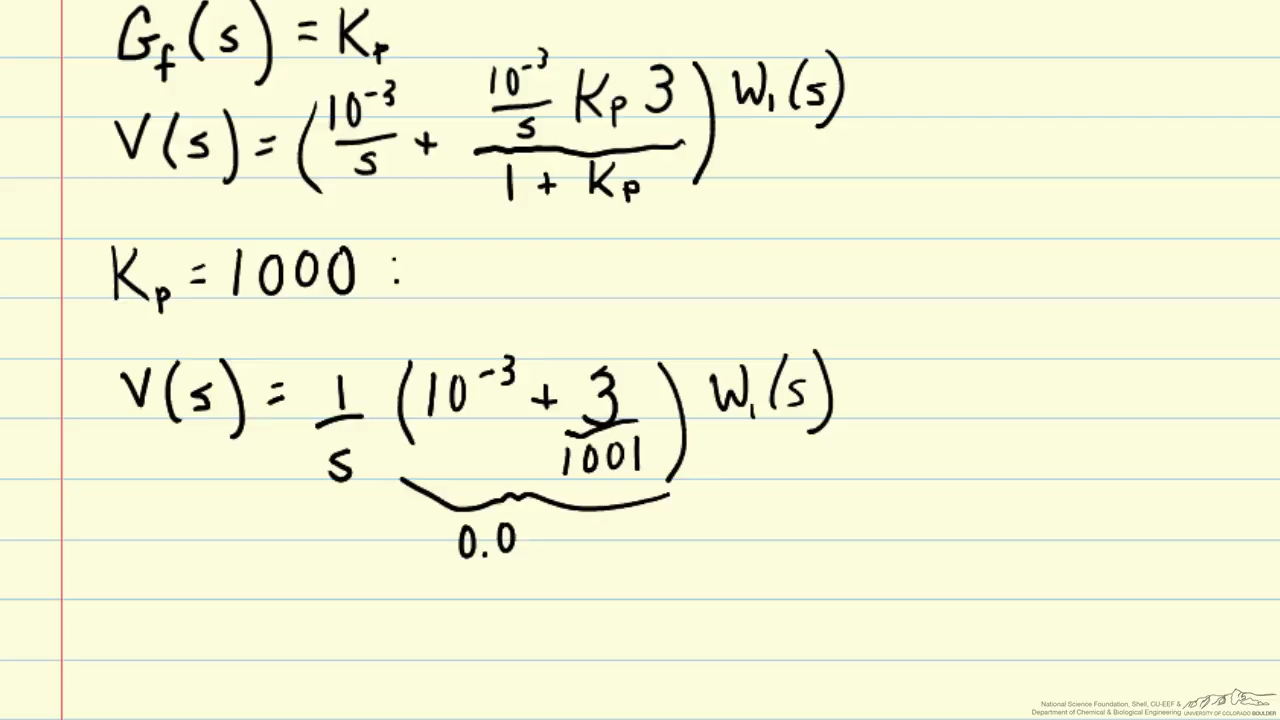 G_f(s) = K_p
V(s) = (10^-3/s + (10^-3/s K_p 3)/(1 + K_p)) W_1(s)
K_p = 1000 :
V(s) = 1/s (10^-3 + 3/1001) W_1(s)
0.0
National Science Foundation, Shell, CU-EEF &
Department of Chemical & Biological Engineering UNIVERSITY OF COLORADO BOULDER